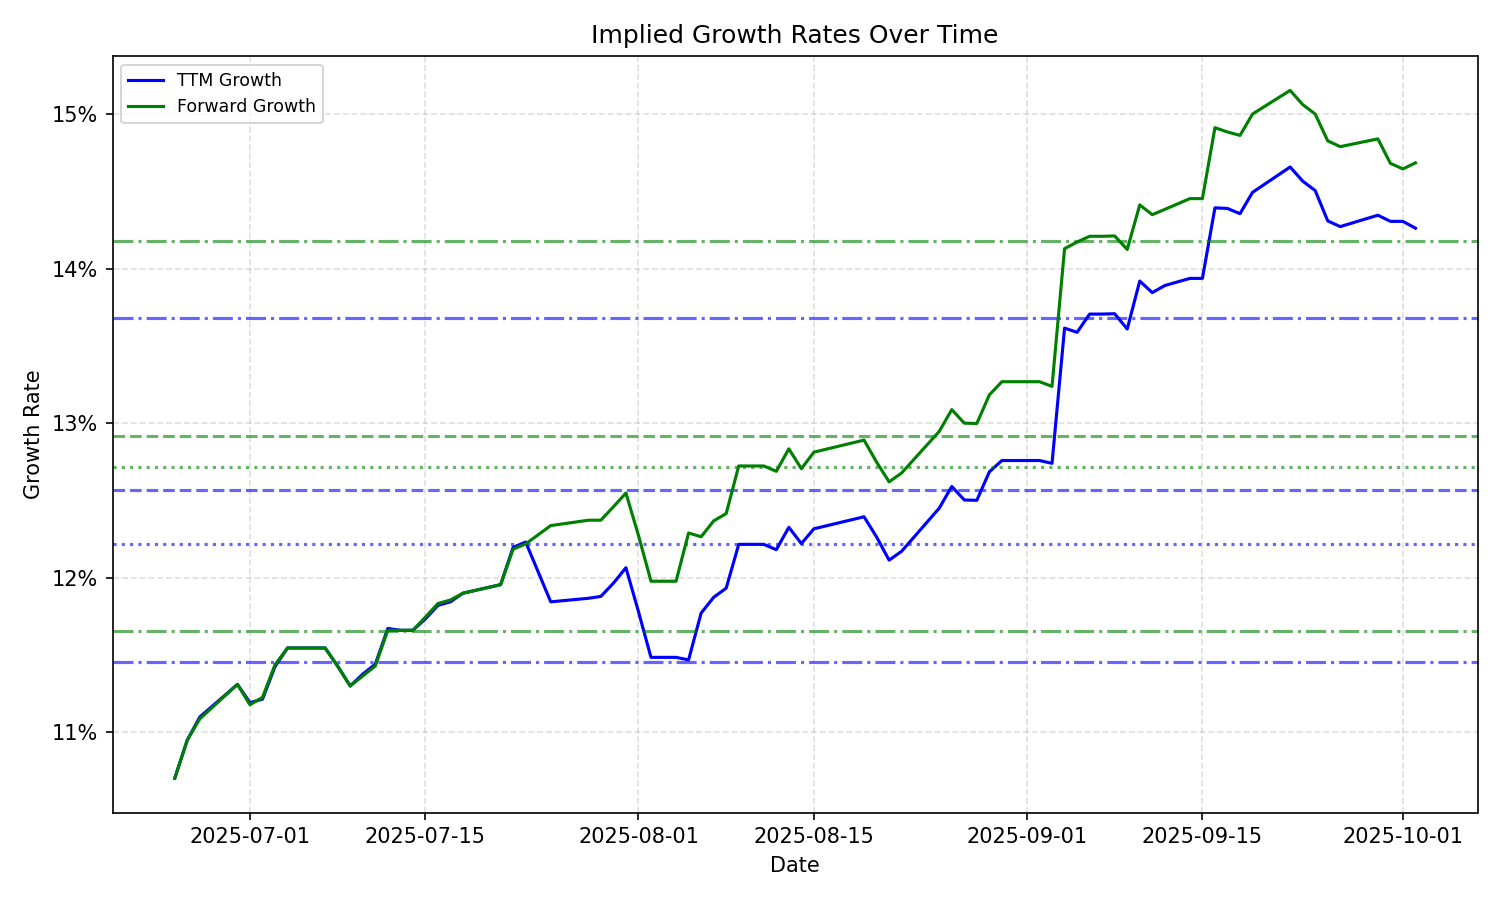 Implied Growth Rates Over Time
TTM Growth
Forward Growth
15%
14%
13%
12%
11%
Growth Rate
2025-07-01 2025-07-15 2025-08-01 2025-08-15 2025-09-01 2025-09-15 2025-10-01
Date